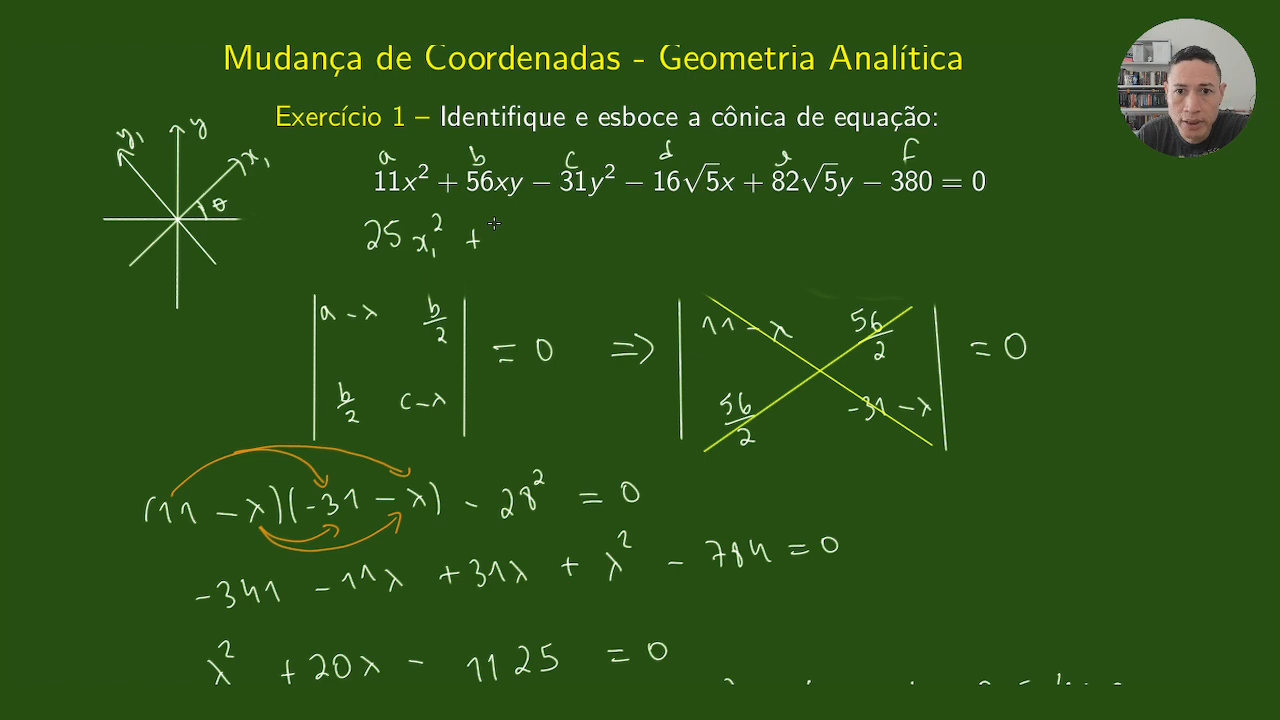 Mudança de Coordenadas - Geometria Analítica
Exercício 1 – Identifique e esboce a cônica de equação:
a b c d e f
11x² + 56xy − 31y² − 16√5x + 82√5y − 380 = 0
y₁ y x₁ θ
25 x₁² +
| a − λ  b/2 | = 0 ⇒ | 11 − λ  56/2 | = 0
| b/2  c − λ | | 56/2  -31 − λ |
(11 − λ)(-31 − λ) - 28² = 0
-341 - 11λ + 31λ + λ² - 784 = 0
λ² + 20λ - 1125 = 0